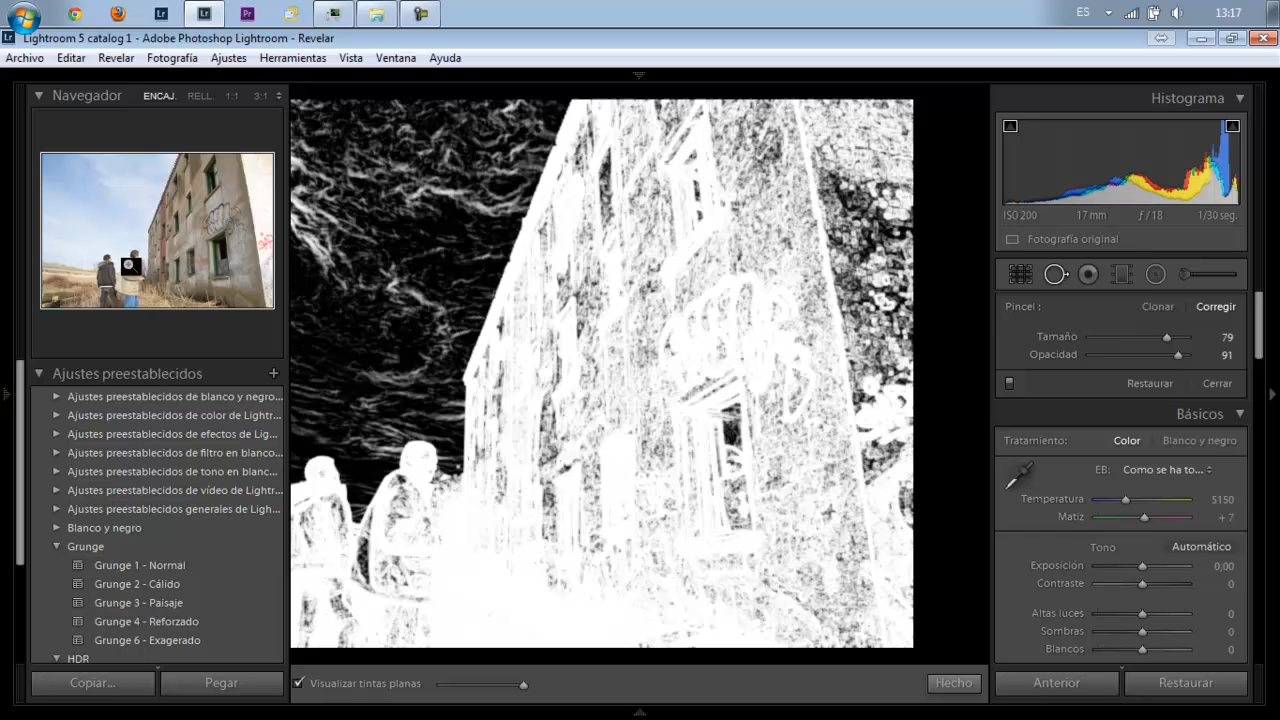 Lr Lr Pr ES 13:17
Lr Lightroom 5 catalog 1 - Adobe Photoshop Lightroom - Revelar
Archivo Editar Revelar Fotografía Ajustes Herramientas Vista Ventana Ayuda
Navegador ENCAJ. RELL. 1:1 3:1
Ajustes preestablecidos +
Ajustes preestablecidos de blanco y negro...
Ajustes preestablecidos de color de Lightr...
Ajustes preestablecidos de efectos de Lig...
Ajustes preestablecidos de filtro en blanco...
Ajustes preestablecidos de tono en blanc...
Ajustes preestablecidos de vídeo de Lightr...
Ajustes preestablecidos generales de Ligh...
Blanco y negro
Grunge
Grunge 1 - Normal
Grunge 2 - Cálido
Grunge 3 - Paisaje
Grunge 4 - Reforzado
Grunge 6 - Exagerado
HDR
Copiar... Pegar
Visualizar tintas planas Hecho
Histograma
ISO 200 17 mm ƒ / 18 1/30 seg.
Fotografía original
Pincel : Clonar Corregir
Tamaño 79
Opacidad 91
Restaurar Cerrar
Básicos
Tratamiento: Color Blanco y negro
EB: Como se ha to...
Temperatura 5150
Matiz + 7
Tono Automático
Exposición 0,00
Contraste 0
Altas luces 0
Sombras 0
Blancos 0
Anterior Restaurar